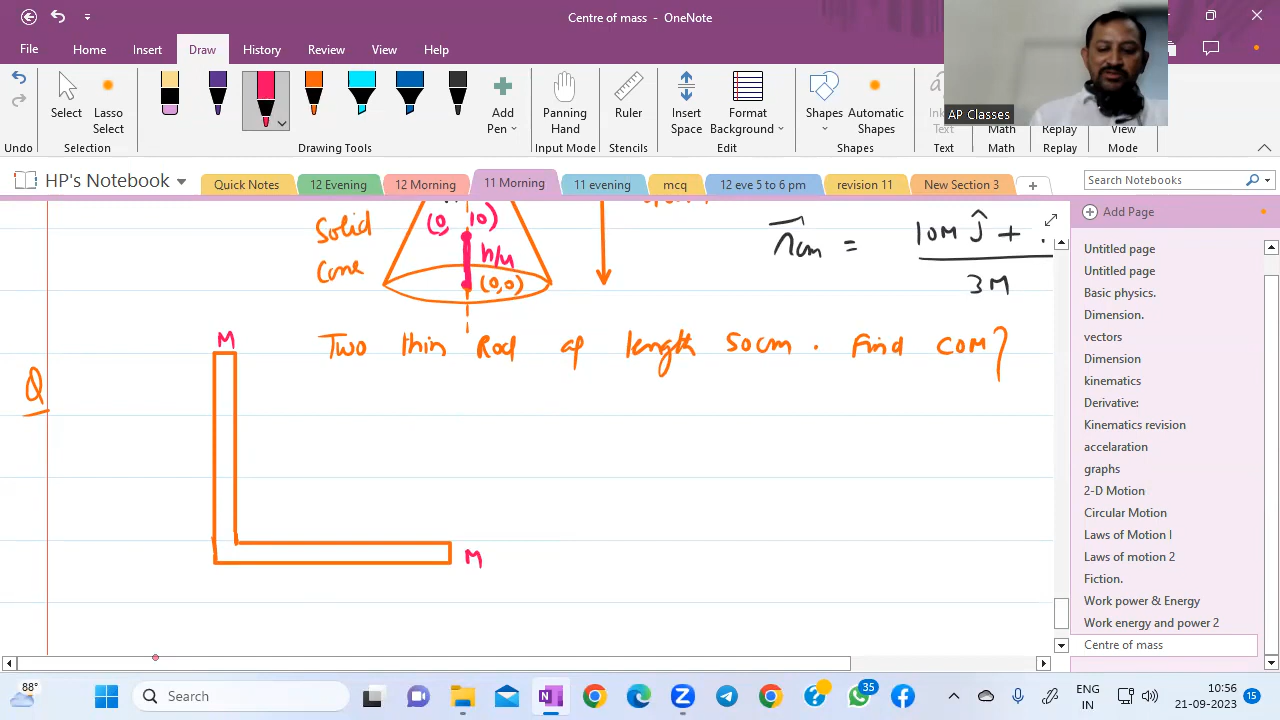 Centre of mass - OneNote
File Home Insert Draw History Review View Help
Select
Lasso Select
Add Pen
Panning Hand
Ruler
Insert Space
Format Background
Shapes
Automatic Shapes
Text
Math
Replay
View
Undo
Selection
Drawing Tools
Input Mode
Stencils
Edit
Shapes
Text
Math
Replay
Mode
AP Classes
HP's Notebook
Quick Notes 12 Evening 12 Morning 11 Morning 11 evening mcq 12 eve 5 to 6 pm revision 11 New Section 3
Search Notebooks
Add Page
Untitled page
Untitled page
Basic physics.
Dimension.
vectors
Dimension
kinematics
Derivative:
Kinematics revision
accelaration
graphs
2-D Motion
Circular Motion
Laws of Motion I
Laws of motion 2
Fiction.
Work power & Energy
Work energy and power 2
Centre of mass
Solid
Cone
(0, 10)
h/4
(0,0)
rcm = 10M ĵ +
3M
Q
Two thin Rod of length 50cm. Find COM?
M
M
88°
Search
35
ENG
IN
10:56
21-09-2023
15